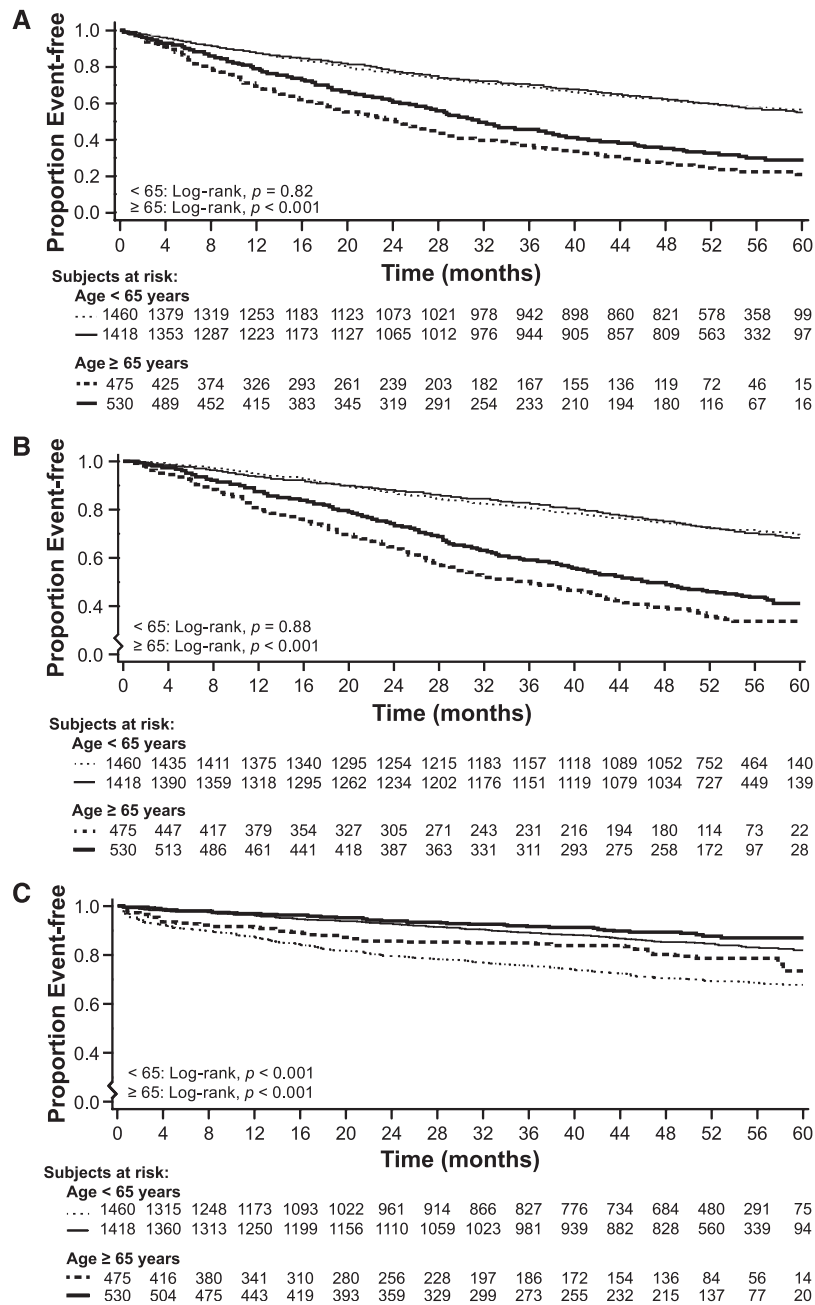 A
Proportion Event-free
1.0
0.8
0.6
0.4
0.2
0.0
< 65: Log-rank, p = 0.82
≥ 65: Log-rank, p < 0.001
0 4 8 12 16 20 24 28 32 36 40 44 48 52 56 60
Time (months)
Subjects at risk:
Age < 65 years
1460 1379 1319 1253 1183 1123 1073 1021 978 942 898 860 821 578 358 99
1418 1353 1287 1223 1173 1127 1065 1012 976 944 905 857 809 563 332 97
Age ≥ 65 years
475 425 374 326 293 261 239 203 182 167 155 136 119 72 46 15
530 489 452 415 383 345 319 291 254 233 210 194 180 116 67 16
B
Proportion Event-free
1.0
0.8
0.6
0.4
0.0
< 65: Log-rank, p = 0.88
≥ 65: Log-rank, p < 0.001
0 4 8 12 16 20 24 28 32 36 40 44 48 52 56 60
Time (months)
Subjects at risk:
Age < 65 years
1460 1435 1411 1375 1340 1295 1254 1215 1183 1157 1118 1089 1052 752 464 140
1418 1390 1359 1318 1295 1262 1234 1202 1176 1151 1119 1079 1034 727 449 139
Age ≥ 65 years
475 447 417 379 354 327 305 271 243 231 216 194 180 114 73 22
530 513 486 461 441 418 387 363 331 311 293 275 258 172 97 28
C
Proportion Event-free
1.0
0.8
0.6
0.4
0.0
< 65: Log-rank, p < 0.001
≥ 65: Log-rank, p < 0.001
0 4 8 12 16 20 24 28 32 36 40 44 48 52 56 60
Time (months)
Subjects at risk:
Age < 65 years
1460 1315 1248 1173 1093 1022 961 914 866 827 776 734 684 480 291 75
1418 1360 1313 1250 1199 1156 1110 1059 1023 981 939 882 828 560 339 94
Age ≥ 65 years
475 416 380 341 310 280 256 228 197 186 172 154 136 84 56 14
530 504 475 443 419 393 359 329 299 273 255 232 215 137 77 20